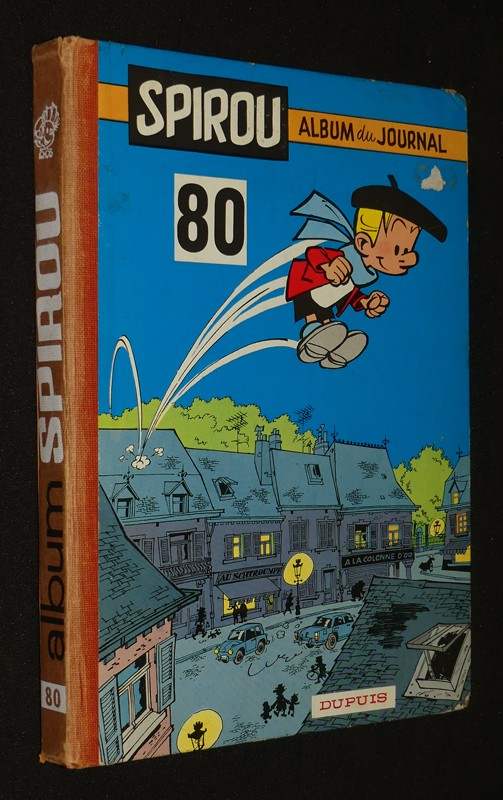 SPIROU
ALBUM du JOURNAL
80
AU SCHTROUMPF
A LA COLONNE D'OR
DUPUIS
album SPIROU
80